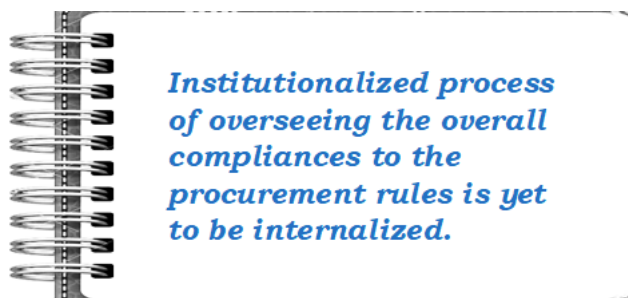 Institutionalized process
of overseeing the overall
compliances to the
procurement rules is yet
to be internalized.